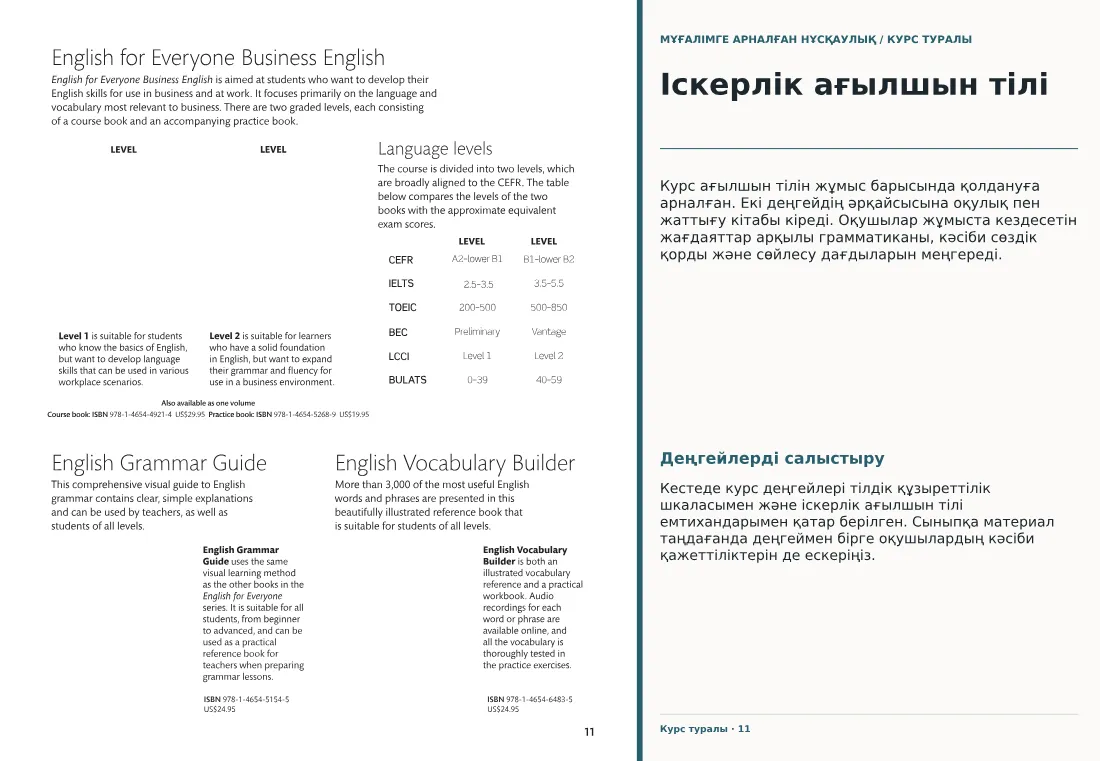 English for Everyone Business English
English for Everyone Business English is aimed at students who want to develop their
English skills for use in business and at work. It focuses primarily on the language and
vocabulary most relevant to business. There are two graded levels, each consisting
of a course book and an accompanying practice book.
LEVEL
LEVEL
Level 1 is suitable for students
who know the basics of English,
but want to develop language
skills that can be used in various
workplace scenarios.
Level 2 is suitable for learners
who have a solid foundation
in English, but want to expand
their grammar and fluency for
use in a business environment.
Also available as one volume
Course book: ISBN 978-1-4654-4921-4 US$29.95 Practice book: ISBN 978-1-4654-5268-9 US$19.95
Language levels
The course is divided into two levels, which
are broadly aligned to the CEFR. The table
below compares the levels of the two
books with the approximate equivalent
exam scores.
LEVEL LEVEL
CEFR A2–lower B1 B1–lower B2
IELTS 2.5–3.5 3.5–5.5
TOEIC 200–500 500–850
BEC Preliminary Vantage
LCCI Level 1 Level 2
BULATS 0–39 40–59
English Grammar Guide
This comprehensive visual guide to English
grammar contains clear, simple explanations
and can be used by teachers, as well as
students of all levels.
English Grammar
Guide uses the same
visual learning method
as the other books in the
English for Everyone
series. It is suitable for all
students, from beginner
to advanced, and can be
used as a practical
reference book for
teachers when preparing
grammar lessons.
ISBN 978-1-4654-5154-5
US$24.95
English Vocabulary Builder
More than 3,000 of the most useful English
words and phrases are presented in this
beautifully illustrated reference book that
is suitable for students of all levels.
English Vocabulary
Builder is both an
illustrated vocabulary
reference and a practical
workbook. Audio
recordings for each
word or phrase are
available online, and
all the vocabulary is
thoroughly tested in
the practice exercises.
ISBN 978-1-4654-6483-5
US$24.95
11
МҰҒАЛІМГЕ АРНАЛҒАН НҰСҚАУЛЫҚ / КУРС ТУРАЛЫ
Іскерлік ағылшын тілі
Курс ағылшын тілін жұмыс барысында қолдануға
арналған. Екі деңгейдің әрқайсысына оқулық пен
жаттығу кітабы кіреді. Оқушылар жұмыста кездесетін
жағдаяттар арқылы грамматиканы, кәсіби сөздік
қорды және сөйлесу дағдыларын меңгереді.
Деңгейлерді салыстыру
Кестеде курс деңгейлері тілдік құзыреттілік
шкаласымен және іскерлік ағылшын тілі
емтихандарымен қатар берілген. Сыныпқа материал
таңдағанда деңгеймен бірге оқушылардың кәсіби
қажеттіліктерін де ескеріңіз.
Курс туралы · 11